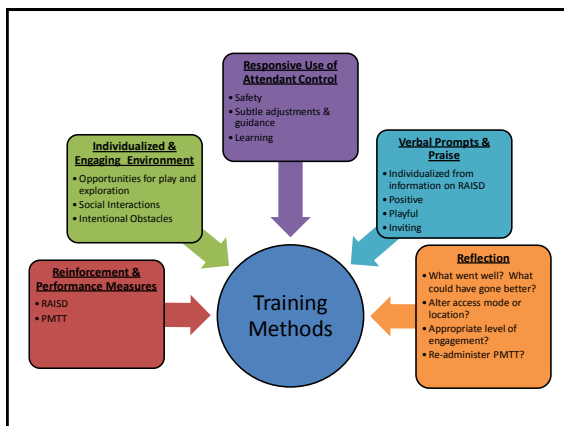 Responsive Use of
Attendant Control
• Safety
• Subtle adjustments &
guidance
• Learning
Individualized &
Engaging Environment
• Opportunities for play and
exploration
• Social Interactions
• Intentional Obstacles
Verbal Prompts &
Praise
• Individualized from
information on RAISD
• Positive
• Playful
• Inviting
Reinforcement &
Performance Measures
• RAISD
• PMTT
Reflection
• What went well? What
could have gone better?
• Alter access mode or
location?
• Appropriate level of
engagement?
• Re-administer PMTT?
Training
Methods